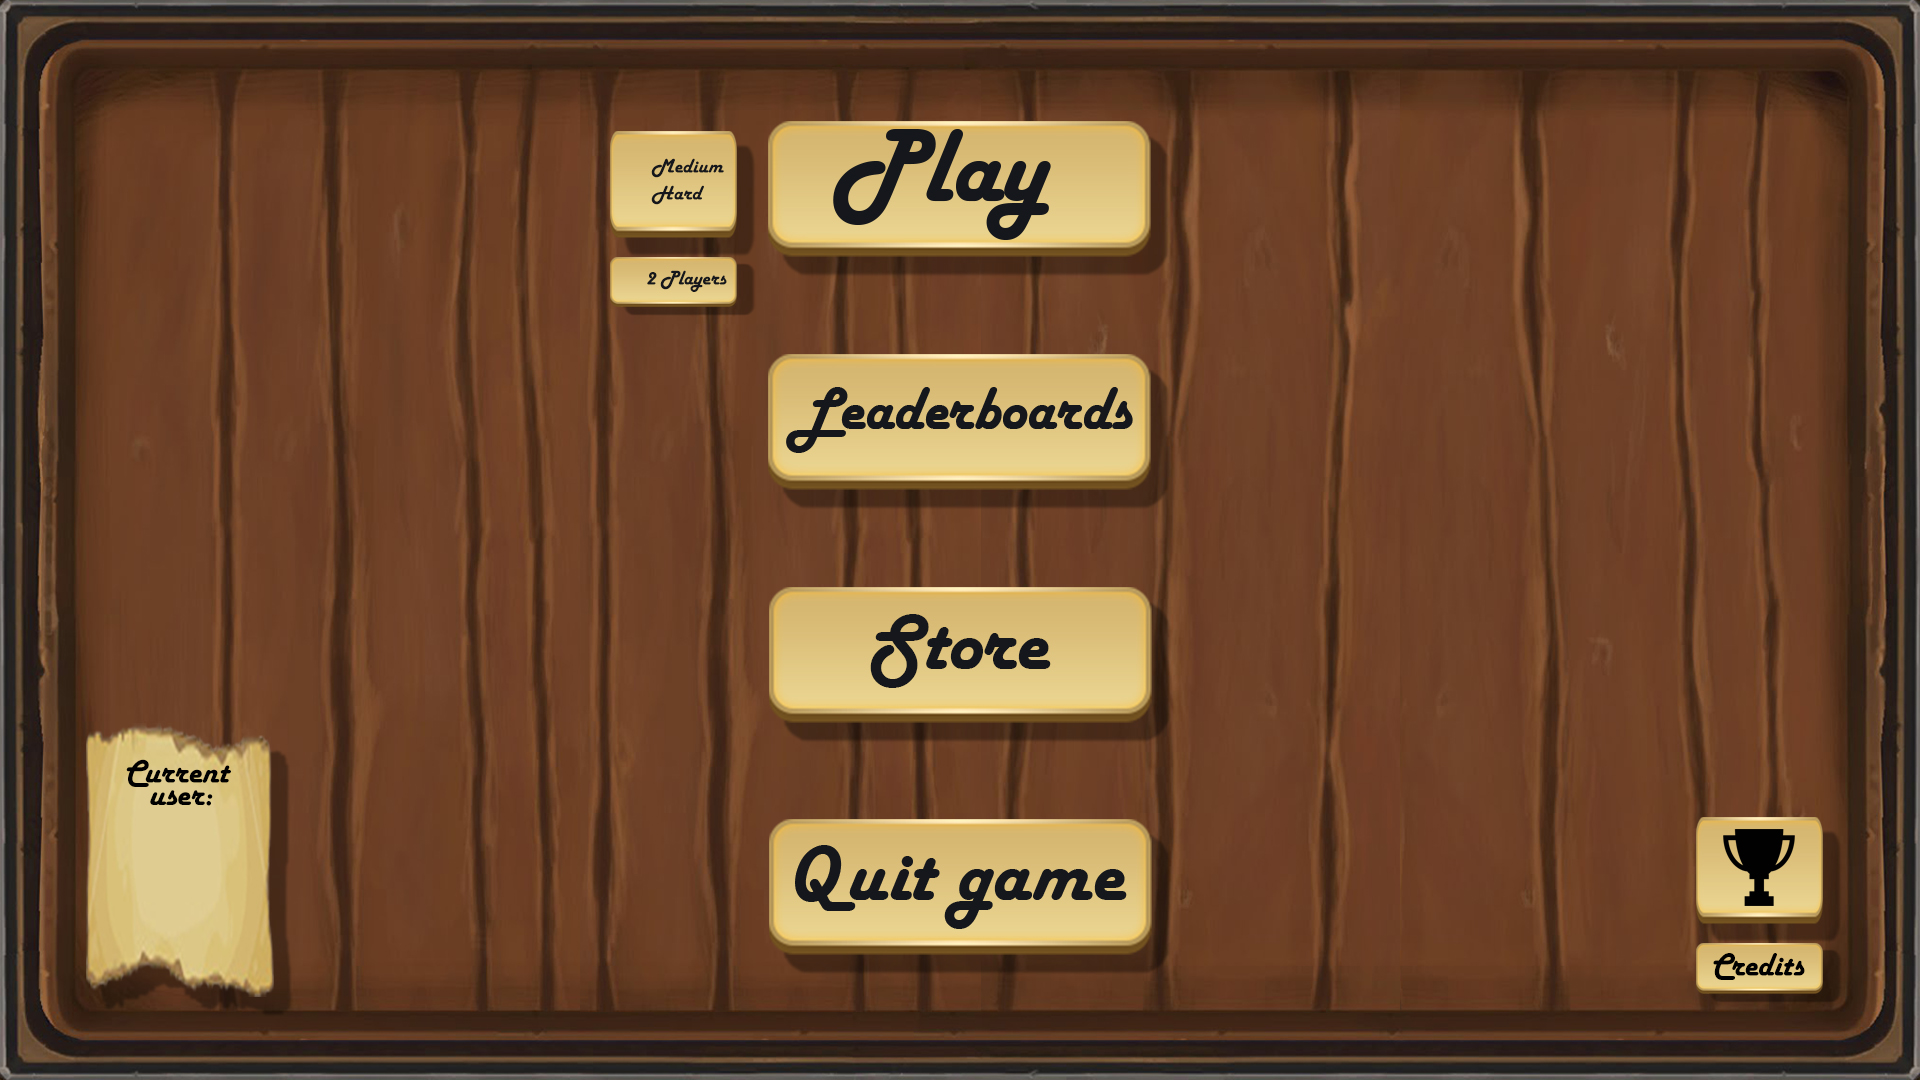 Medium
Hard
2 Players
Play
Leaderboards
Store
Quit game
Current
user:
Credits